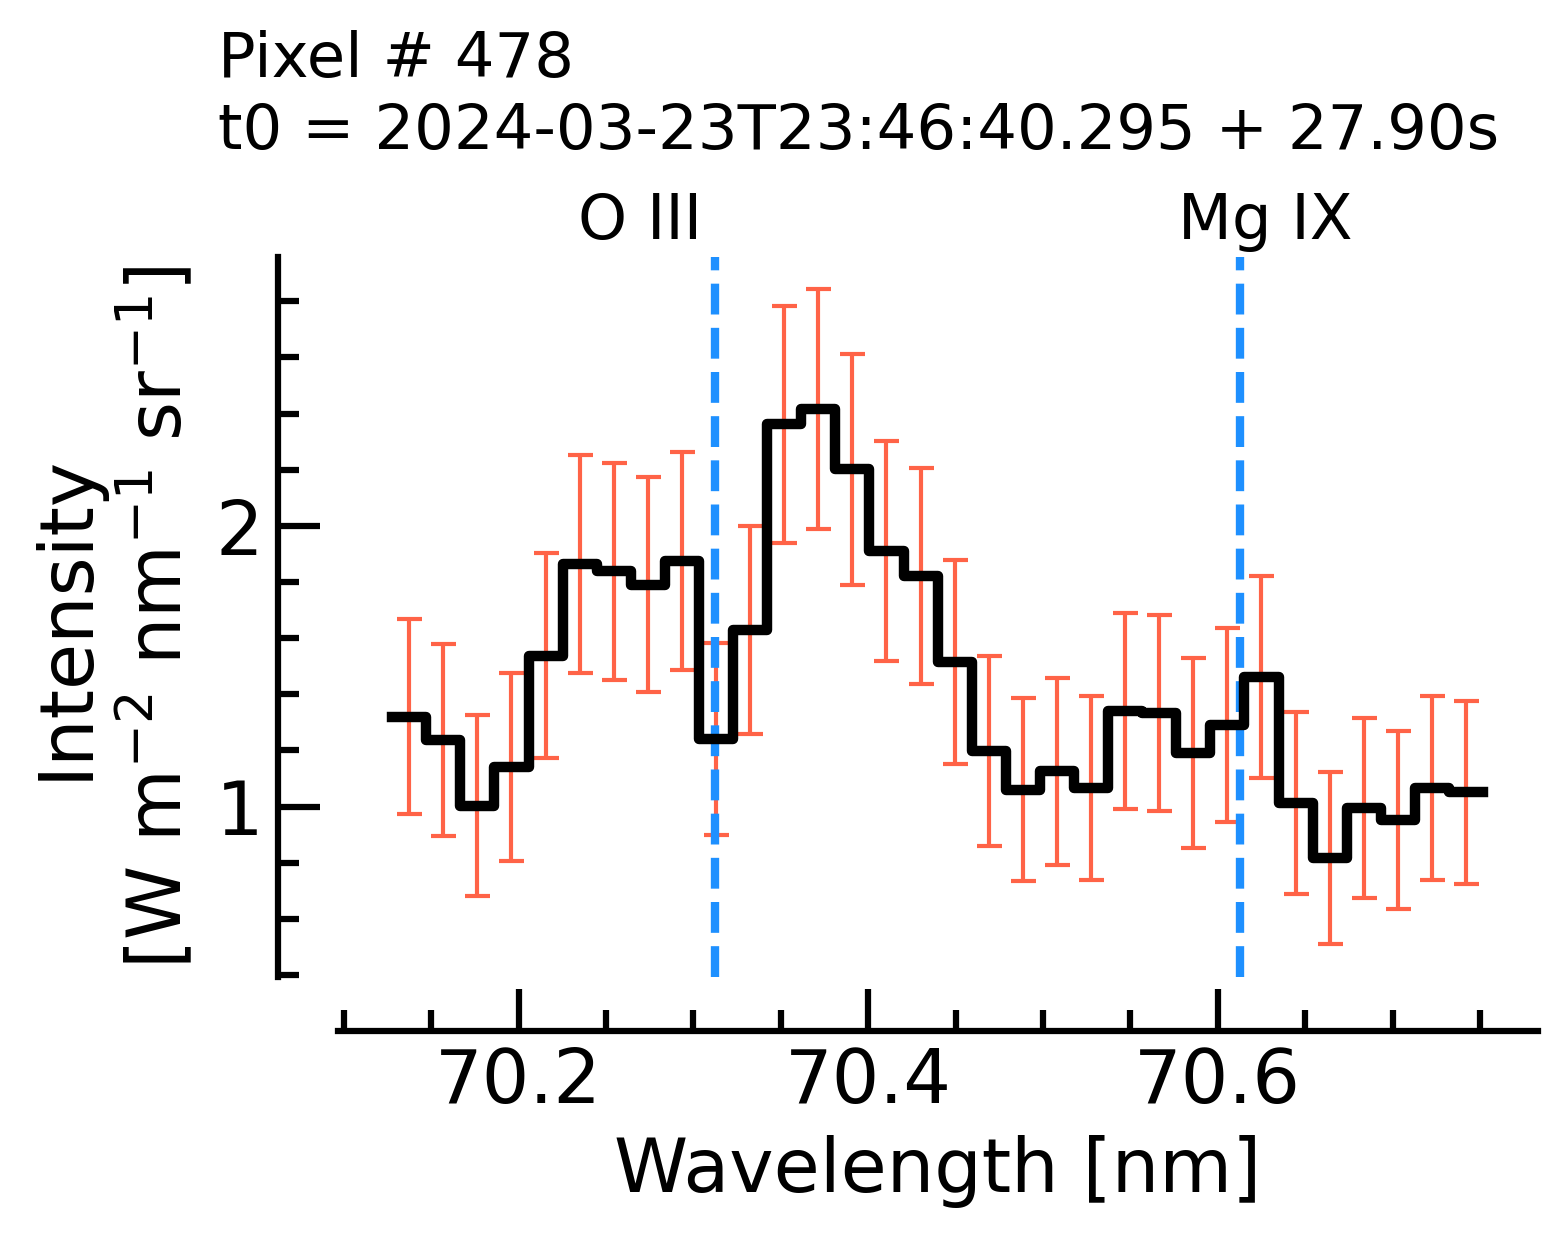 Pixel # 478
t0 = 2024-03-23T23:46:40.295 + 27.90s
O III
Mg IX
Intensity
[W m⁻² nm⁻¹ sr⁻¹]
2
1
70.2
70.4
70.6
Wavelength [nm]